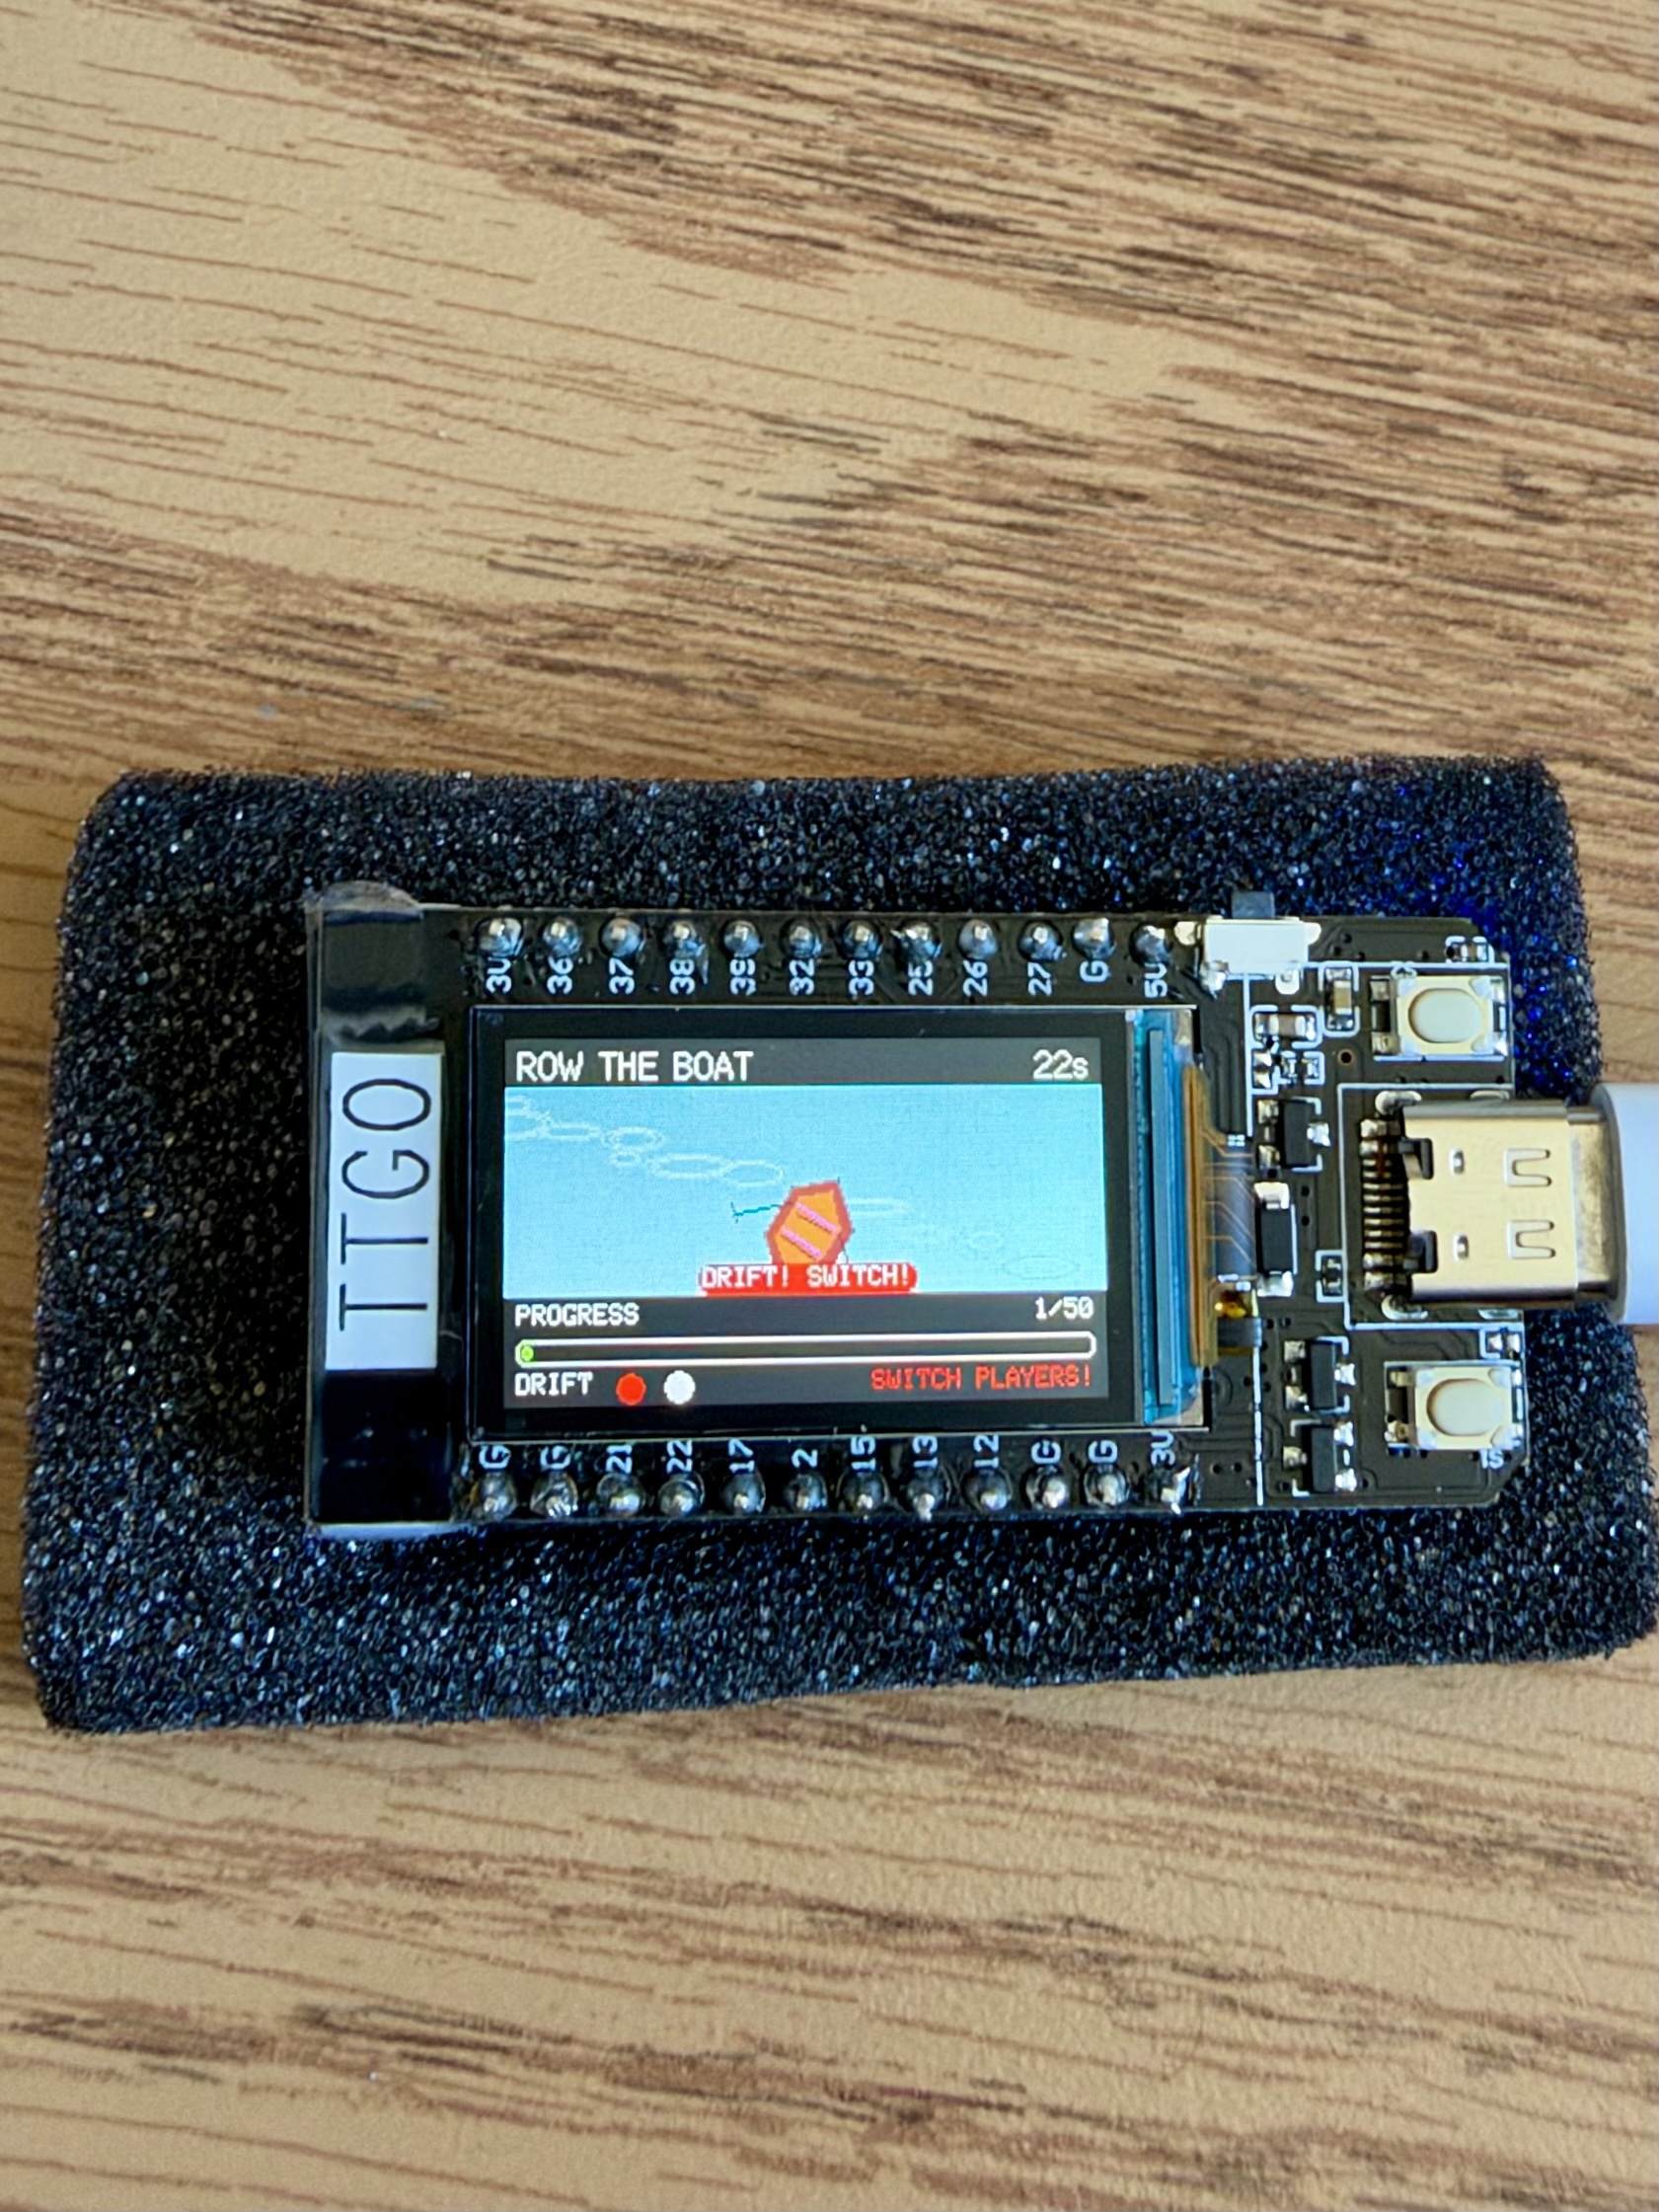 3V 36 37 38 39 32 33 25 26 27 G 5V
TTGO
ROW THE BOAT 22s
DRIFT! SWITCH!
PROGRESS 1/50
DRIFT SWITCH PLAYERS!
G G 21 22 17 2 15 13 12 G G 3V